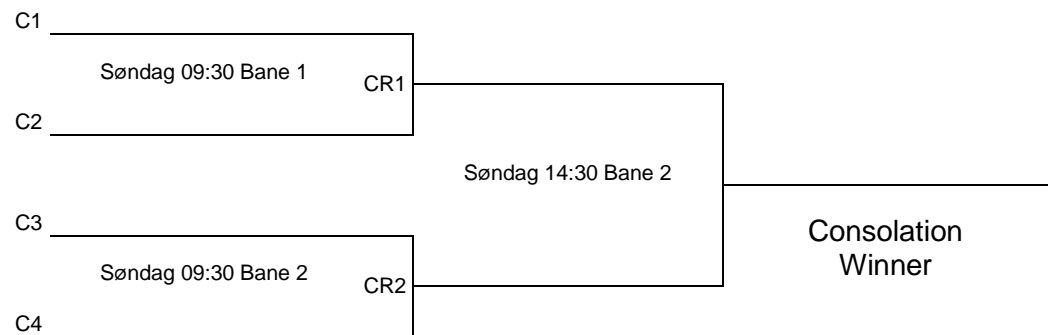 C1
Søndag 09:30 Bane 1
CR1
C2
Søndag 14:30 Bane 2
C3
Consolation
Winner
Søndag 09:30 Bane 2
CR2
C4